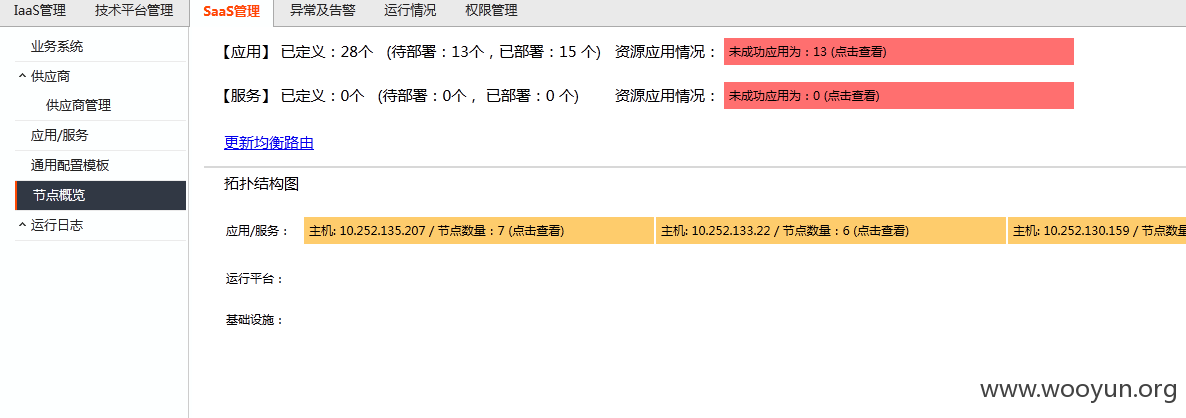 IaaS管理 技术平台管理 SaaS管理 异常及告警 运行情况 权限管理
业务系统
供应商
供应商管理
应用/服务
通用配置模板
节点概览
运行日志
【应用】 已定义：28个 (待部署：13个，已部署：15 个) 资源应用情况： 未成功应用为：13 (点击查看)
【服务】 已定义：0个 (待部署：0个， 已部署：0 个) 资源应用情况： 未成功应用为：0 (点击查看)
更新均衡路由
拓扑结构图
应用/服务： 主机: 10.252.135.207 / 节点数量：7 (点击查看) 主机: 10.252.133.22 / 节点数量：6 (点击查看) 主机: 10.252.130.159 / 节点数量
运行平台：
基础设施：
www.wooyun.org